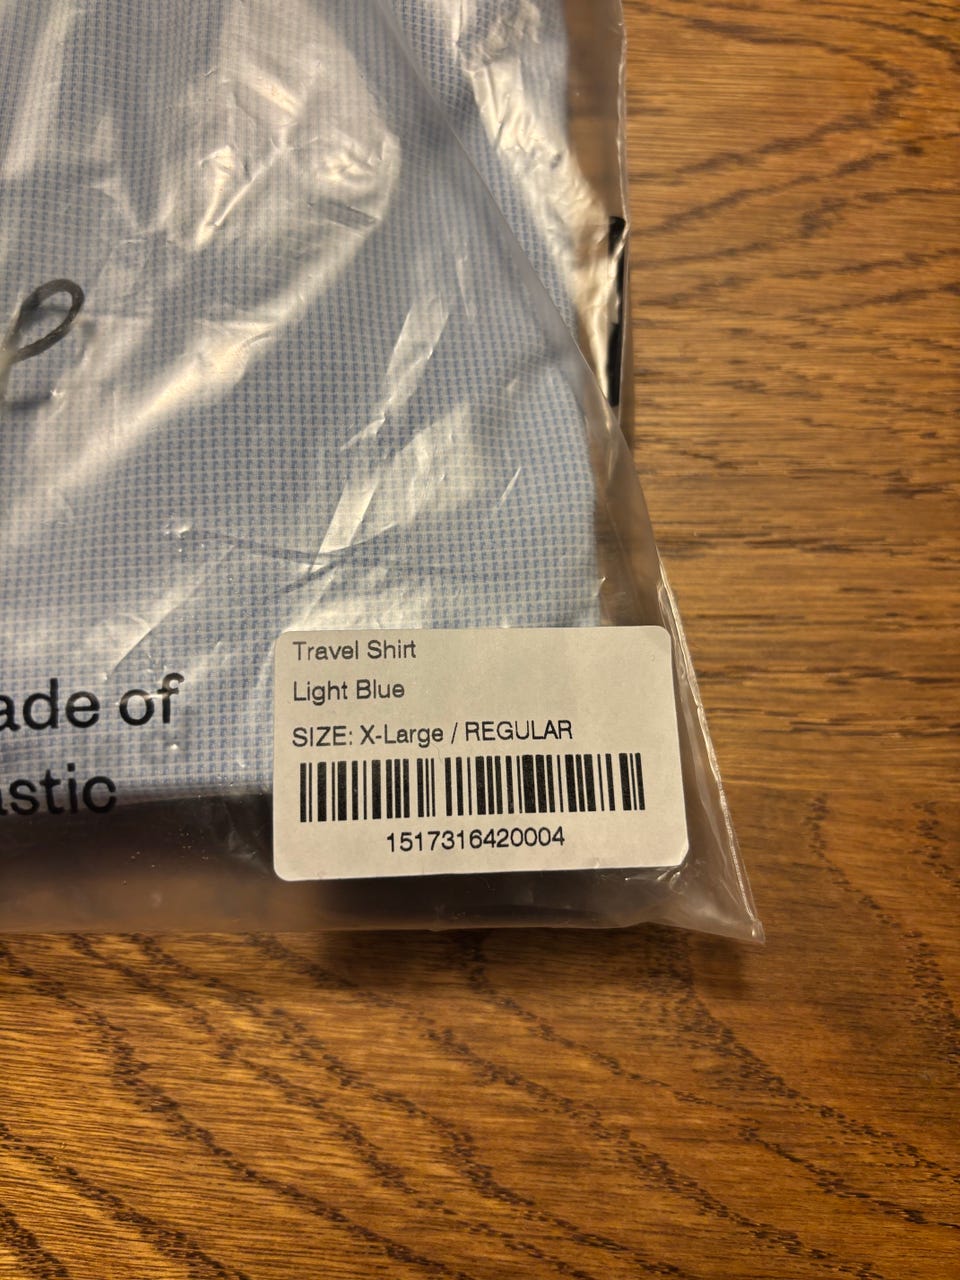 ade of
astic
Travel Shirt
Light Blue
SIZE: X-Large / REGULAR
1517316420004